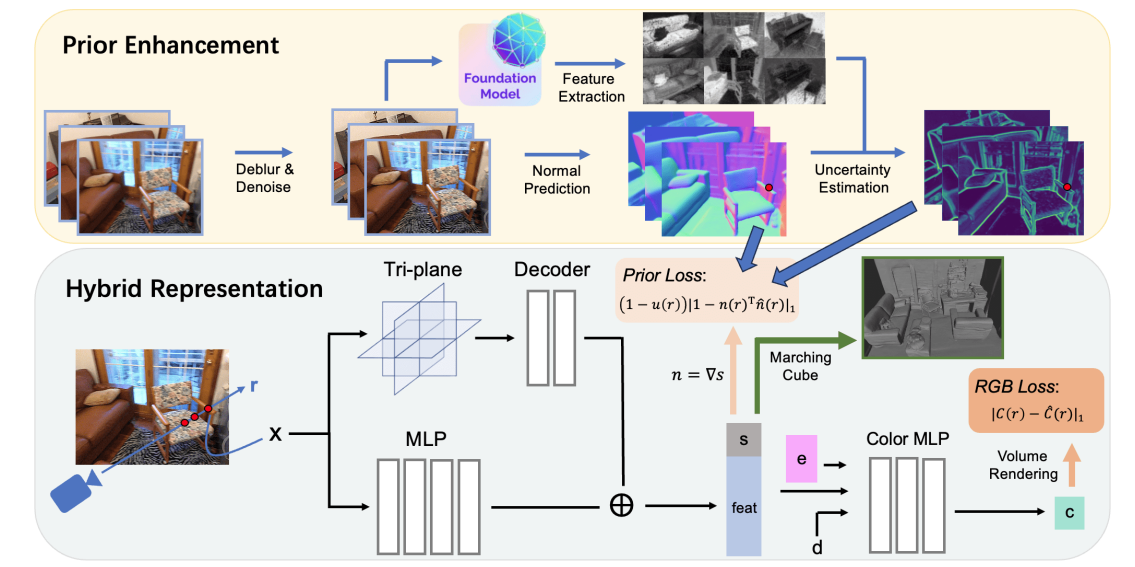 Prior Enhancement
Foundation
Model
Feature
Extraction
Deblur &
Denoise
Normal
Prediction
Uncertainty
Estimation
Hybrid Representation
Tri-plane
Decoder
Prior Loss:
(1 − u(r))|1 − n(r)ᵀn̂(r)|₁
Marching
Cube
n = ∇s
r
x
MLP
RGB Loss:
|C(r) − Ĉ(r)|₁
s
e
Color MLP
Volume
Rendering
feat
c
d